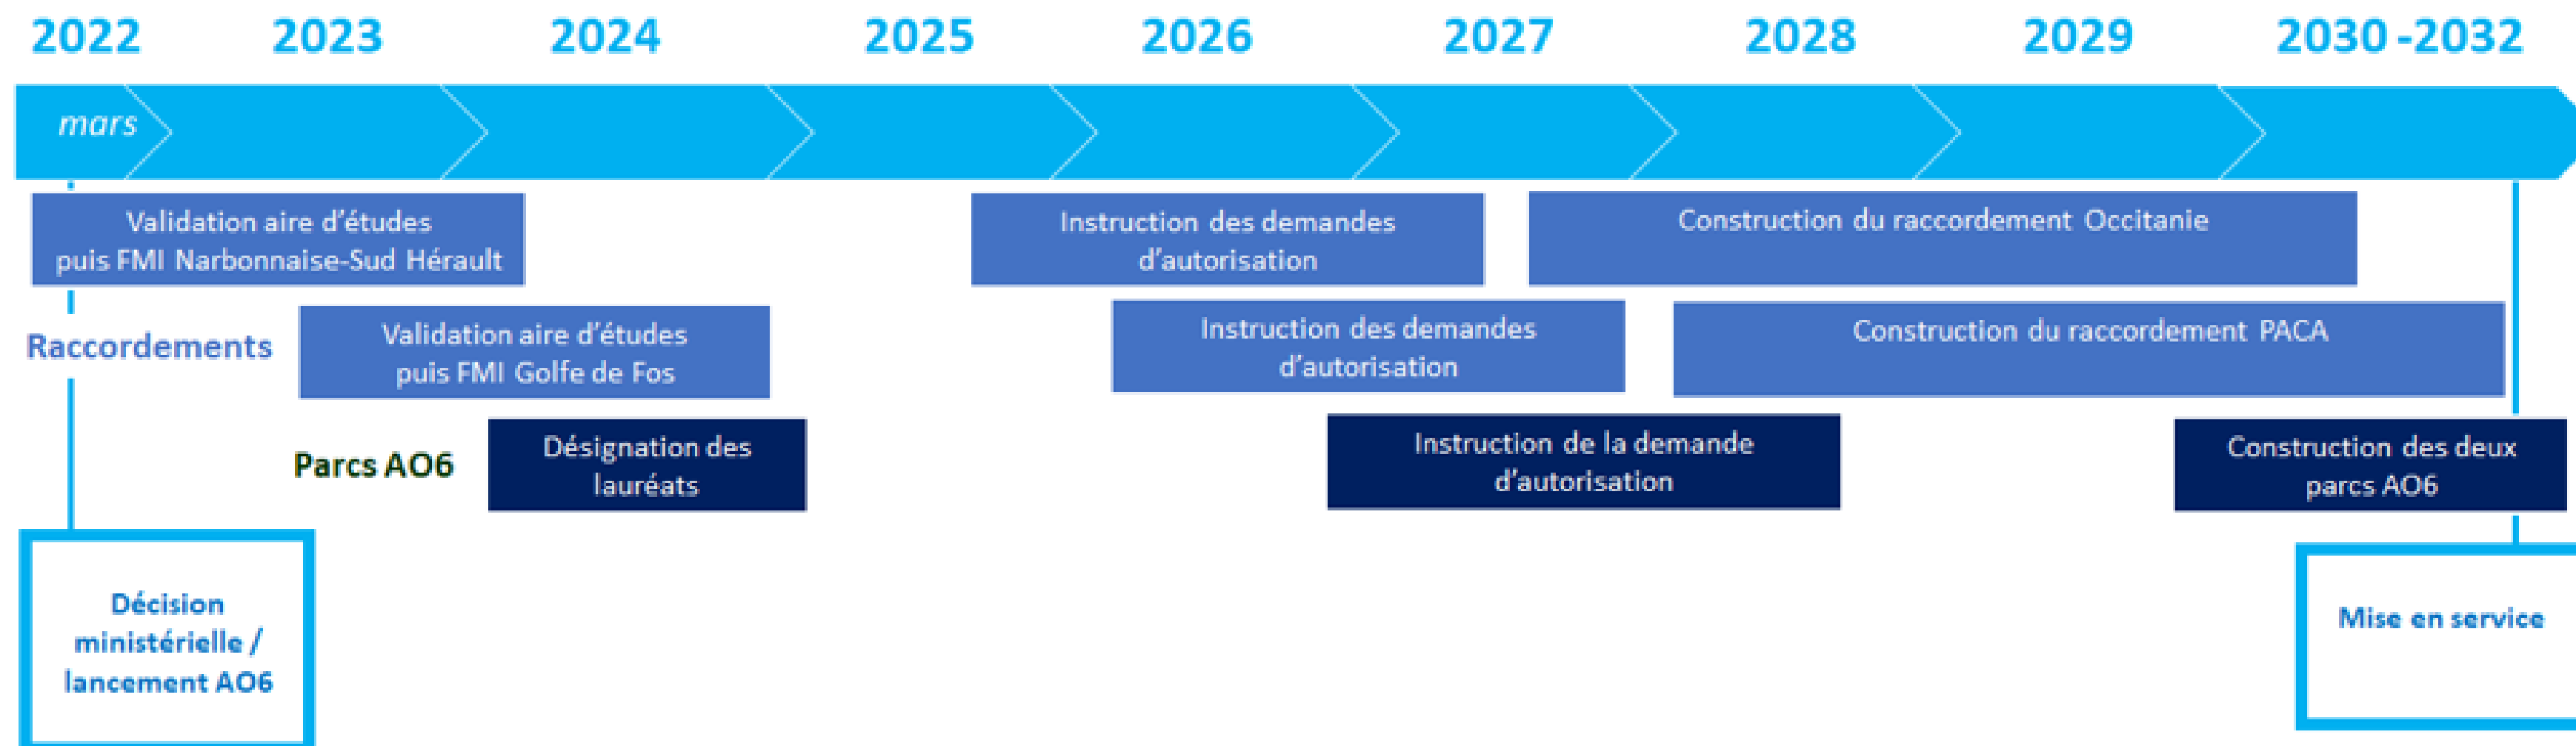 2022 2023 2024 2025 2026 2027 2028 2029 2030 -2032
mars
Validation aire d'études
puis FMI Narbonnaise-Sud Hérault
Instruction des demandes
d'autorisation
Construction du raccordement Occitanie
Raccordements
Validation aire d'études
puis FMI Golfe de Fos
Instruction des demandes
d'autorisation
Construction du raccordement PACA
Parcs AO6
Désignation des
lauréats
Instruction de la demande
d'autorisation
Construction des deux
parcs AO6
Décision
ministérielle /
lancement AO6
Mise en service